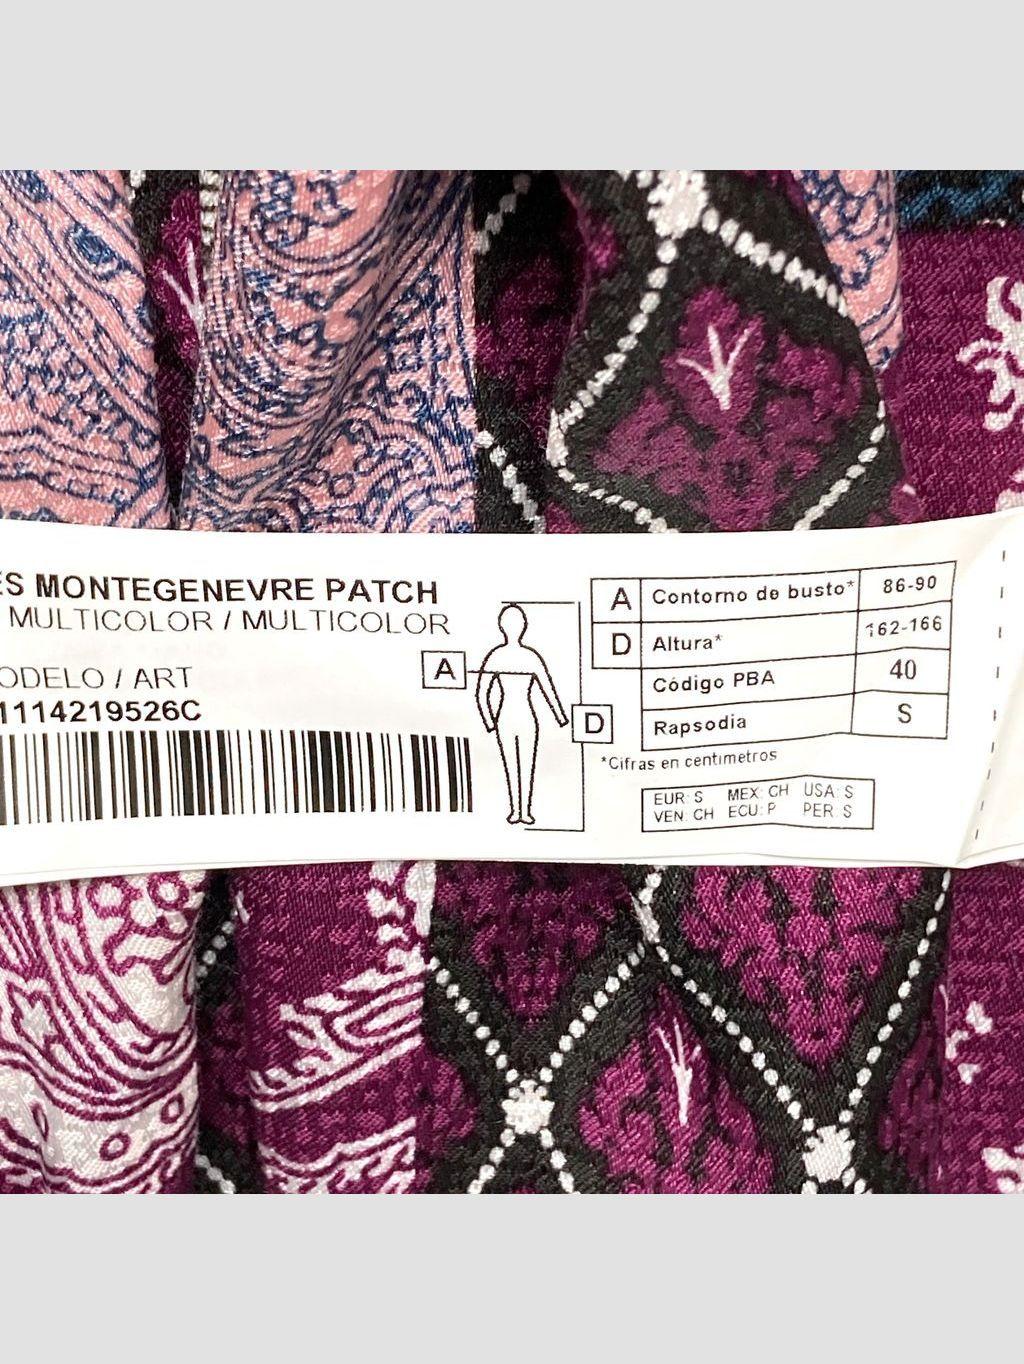 ES MONTEGENEVRE PATCH
MULTICOLOR / MULTICOLOR
ODELO / ART
1114219526C
A
D
A Contorno de busto* 86-90
D Altura* 162-166
Código PBA 40
Rapsodia S
*Cifras en centimetros
EUR: S MEX: CH USA: S
VEN: CH ECU: P PER: S